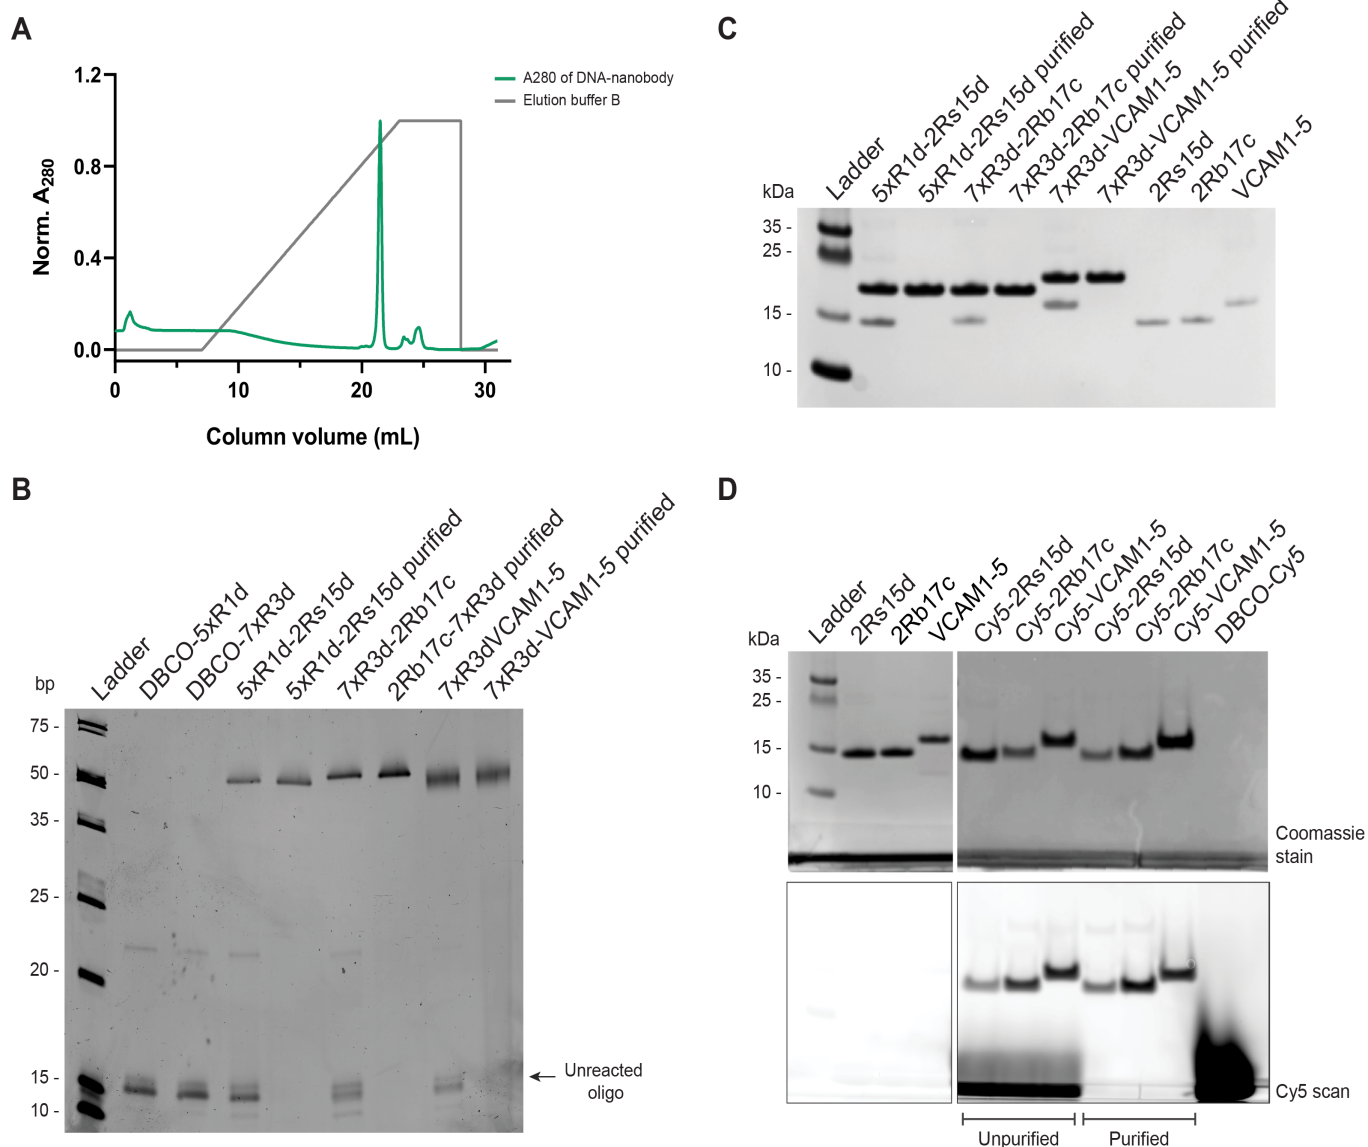 A
1.2
0.8
0.4
0.0
Norm. A280
0
10
20
30
Column volume (mL)
A280 of DNA-nanobody
Elution buffer B
C
kDa
Ladder
5xR1d-2Rs15d
5xR1d-2Rs15d purified
7xR3d-2Rb17c
7xR3d-2Rb17c purified
7xR3d-VCAM1-5
7xR3d-VCAM1-5 purified
2Rs15d
2Rb17c
VCAM1-5
35 -
25 -
15 -
10 -
B
bp
Ladder
DBCO-5xR1d
DBCO-7xR3d
5xR1d-2Rs15d
5xR1d-2Rs15d purified
7xR3d-2Rb17c
2Rb17c-7xR3d purified
7xR3dVCAM1-5
7xR3d-VCAM1-5 purified
75 -
50 -
35 -
25 -
20 -
15 -
10 -
Unreacted
oligo
D
kDa
Ladder
2Rs15d
2Rb17c
VCAM1-5
Cy5-2Rs15d
Cy5-2Rb17c
Cy5-VCAM1-5
Cy5-2Rs15d
Cy5-2Rb17c
Cy5-VCAM1-5
DBCO-Cy5
35 -
25 -
15 -
10 -
Coomassie
stain
Cy5 scan
Unpurified
Purified